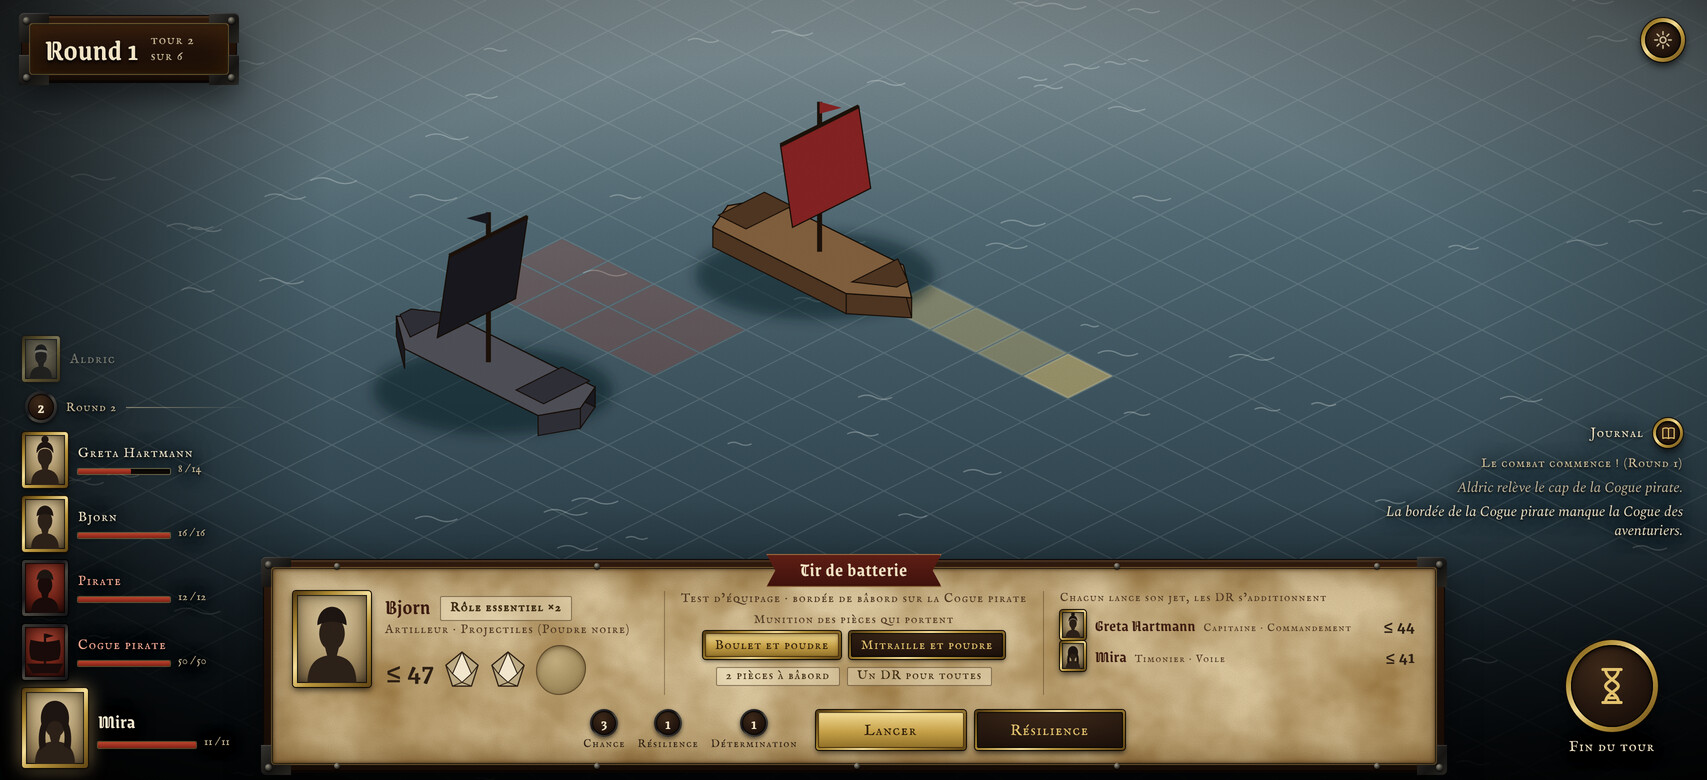 Round 1
Tour 2
sur 6
Aldric
2
Round 2
Greta Hartmann
8/14
Bjorn
16/16
Pirate
12/12
Cogue pirate
50/50
Mira
11/11
Journal
Le combat commence ! (Round 1)
Aldric relève le cap de la Cogue pirate.
La bordée de la Cogue pirate manque la Cogue des
aventuriers.
Tir de batterie
Bjorn
Rôle essentiel ×2
Artilleur · Projectiles (Poudre noire)
≤ 47
Test d'équipage · bordée de bâbord sur la Cogue pirate
Munition des pièces qui portent
Boulet et poudre
Mitraille et poudre
2 pièces à bâbord
Un DR pour toutes
Chacun lance son jet, les DR s'additionnent
Greta Hartmann Capitaine · Commandement ≤ 44
Mira Timonier · Voile ≤ 41
3
Chance
1
Résilience
1
Détermination
Lancer
Résilience
Fin du tour